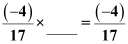 (-4)/17 × ____ = (-4)/17